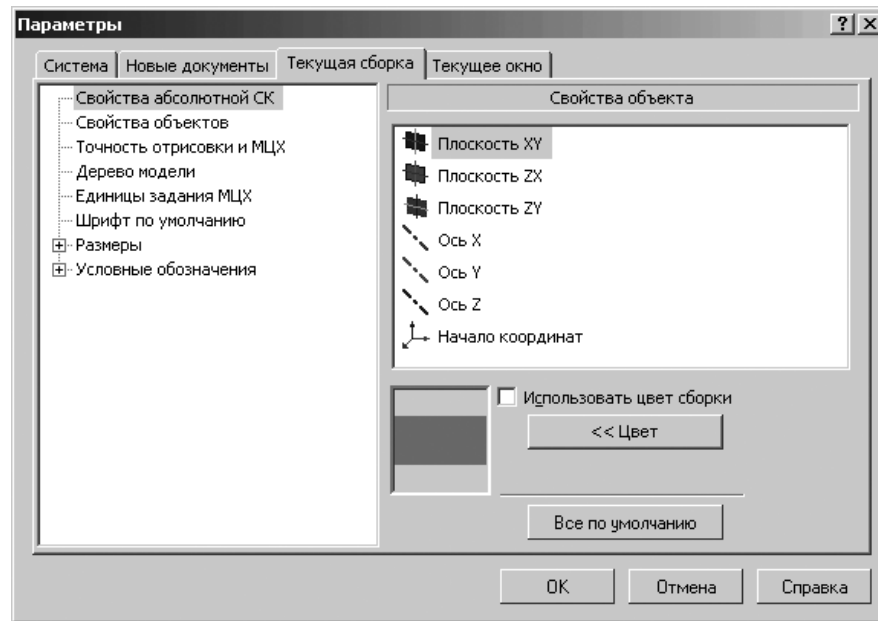 Параметры
Система Новые документы Текущая сборка Текущее окно
Свойства абсолютной СК
Свойства объектов
Точность отрисовки и МЦХ
Дерево модели
Единицы задания МЦХ
Шрифт по умолчанию
Размеры
Условные обозначения
Свойства объекта
Плоскость XY
Плоскость ZX
Плоскость ZY
Ось X
Ось Y
Ось Z
Начало координат
Использовать цвет сборки
<< Цвет
Все по умолчанию
OK Отмена Справка